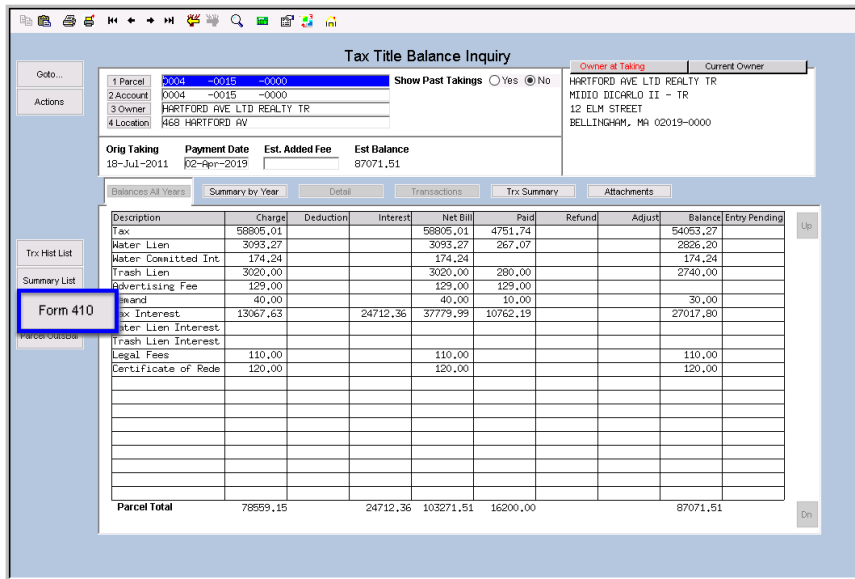 Tax Title Balance Inquiry
Goto...
Actions
Trx Hist List
Summary List
Form 410
1 Parcel 0004 -0015 -0000
Show Past Takings Yes No
2 Account 0004 -0015 -0000
3 Owner HARTFORD AVE LTD REALTY TR
4 Location 468 HARTFORD AV
Owner at Taking Current Owner
HARTFORD AVE LTD REALTY TR
MIDIO DICARLO II - TR
12 ELM STREET
BELLINGHAM, MA 02019-0000
Orig Taking Payment Date Est. Added Fee Est Balance
18-Jul-2011 02-Apr-2019 87071.51
Balances All Years Summary by Year Detail Transactions Trx Summary Attachments
Description Charge Deduction Interest Net Bill Paid Refund Adjust Balance Entry Pending
Tax 58805.01 58805.01 4751.74 54053.27
Water Lien 3093.27 3093.27 267.07 2826.20
Water Committed Int 174.24 174.24 174.24
Trash Lien 3020.00 3020.00 280.00 2740.00
Advertising Fee 129.00 129.00 129.00
emand 40.00 40.00 10.00 30.00
x Interest 13067.63 24712.36 37779.99 10762.19 27017.80
ter Lien Interest
Trash Lien Interest
Legal Fees 110.00 110.00 110.00
Certificate of Rede 120.00 120.00 120.00
Parcel Total 78559.15 24712.36 103271.51 16200.00 87071.51
Up
Dn